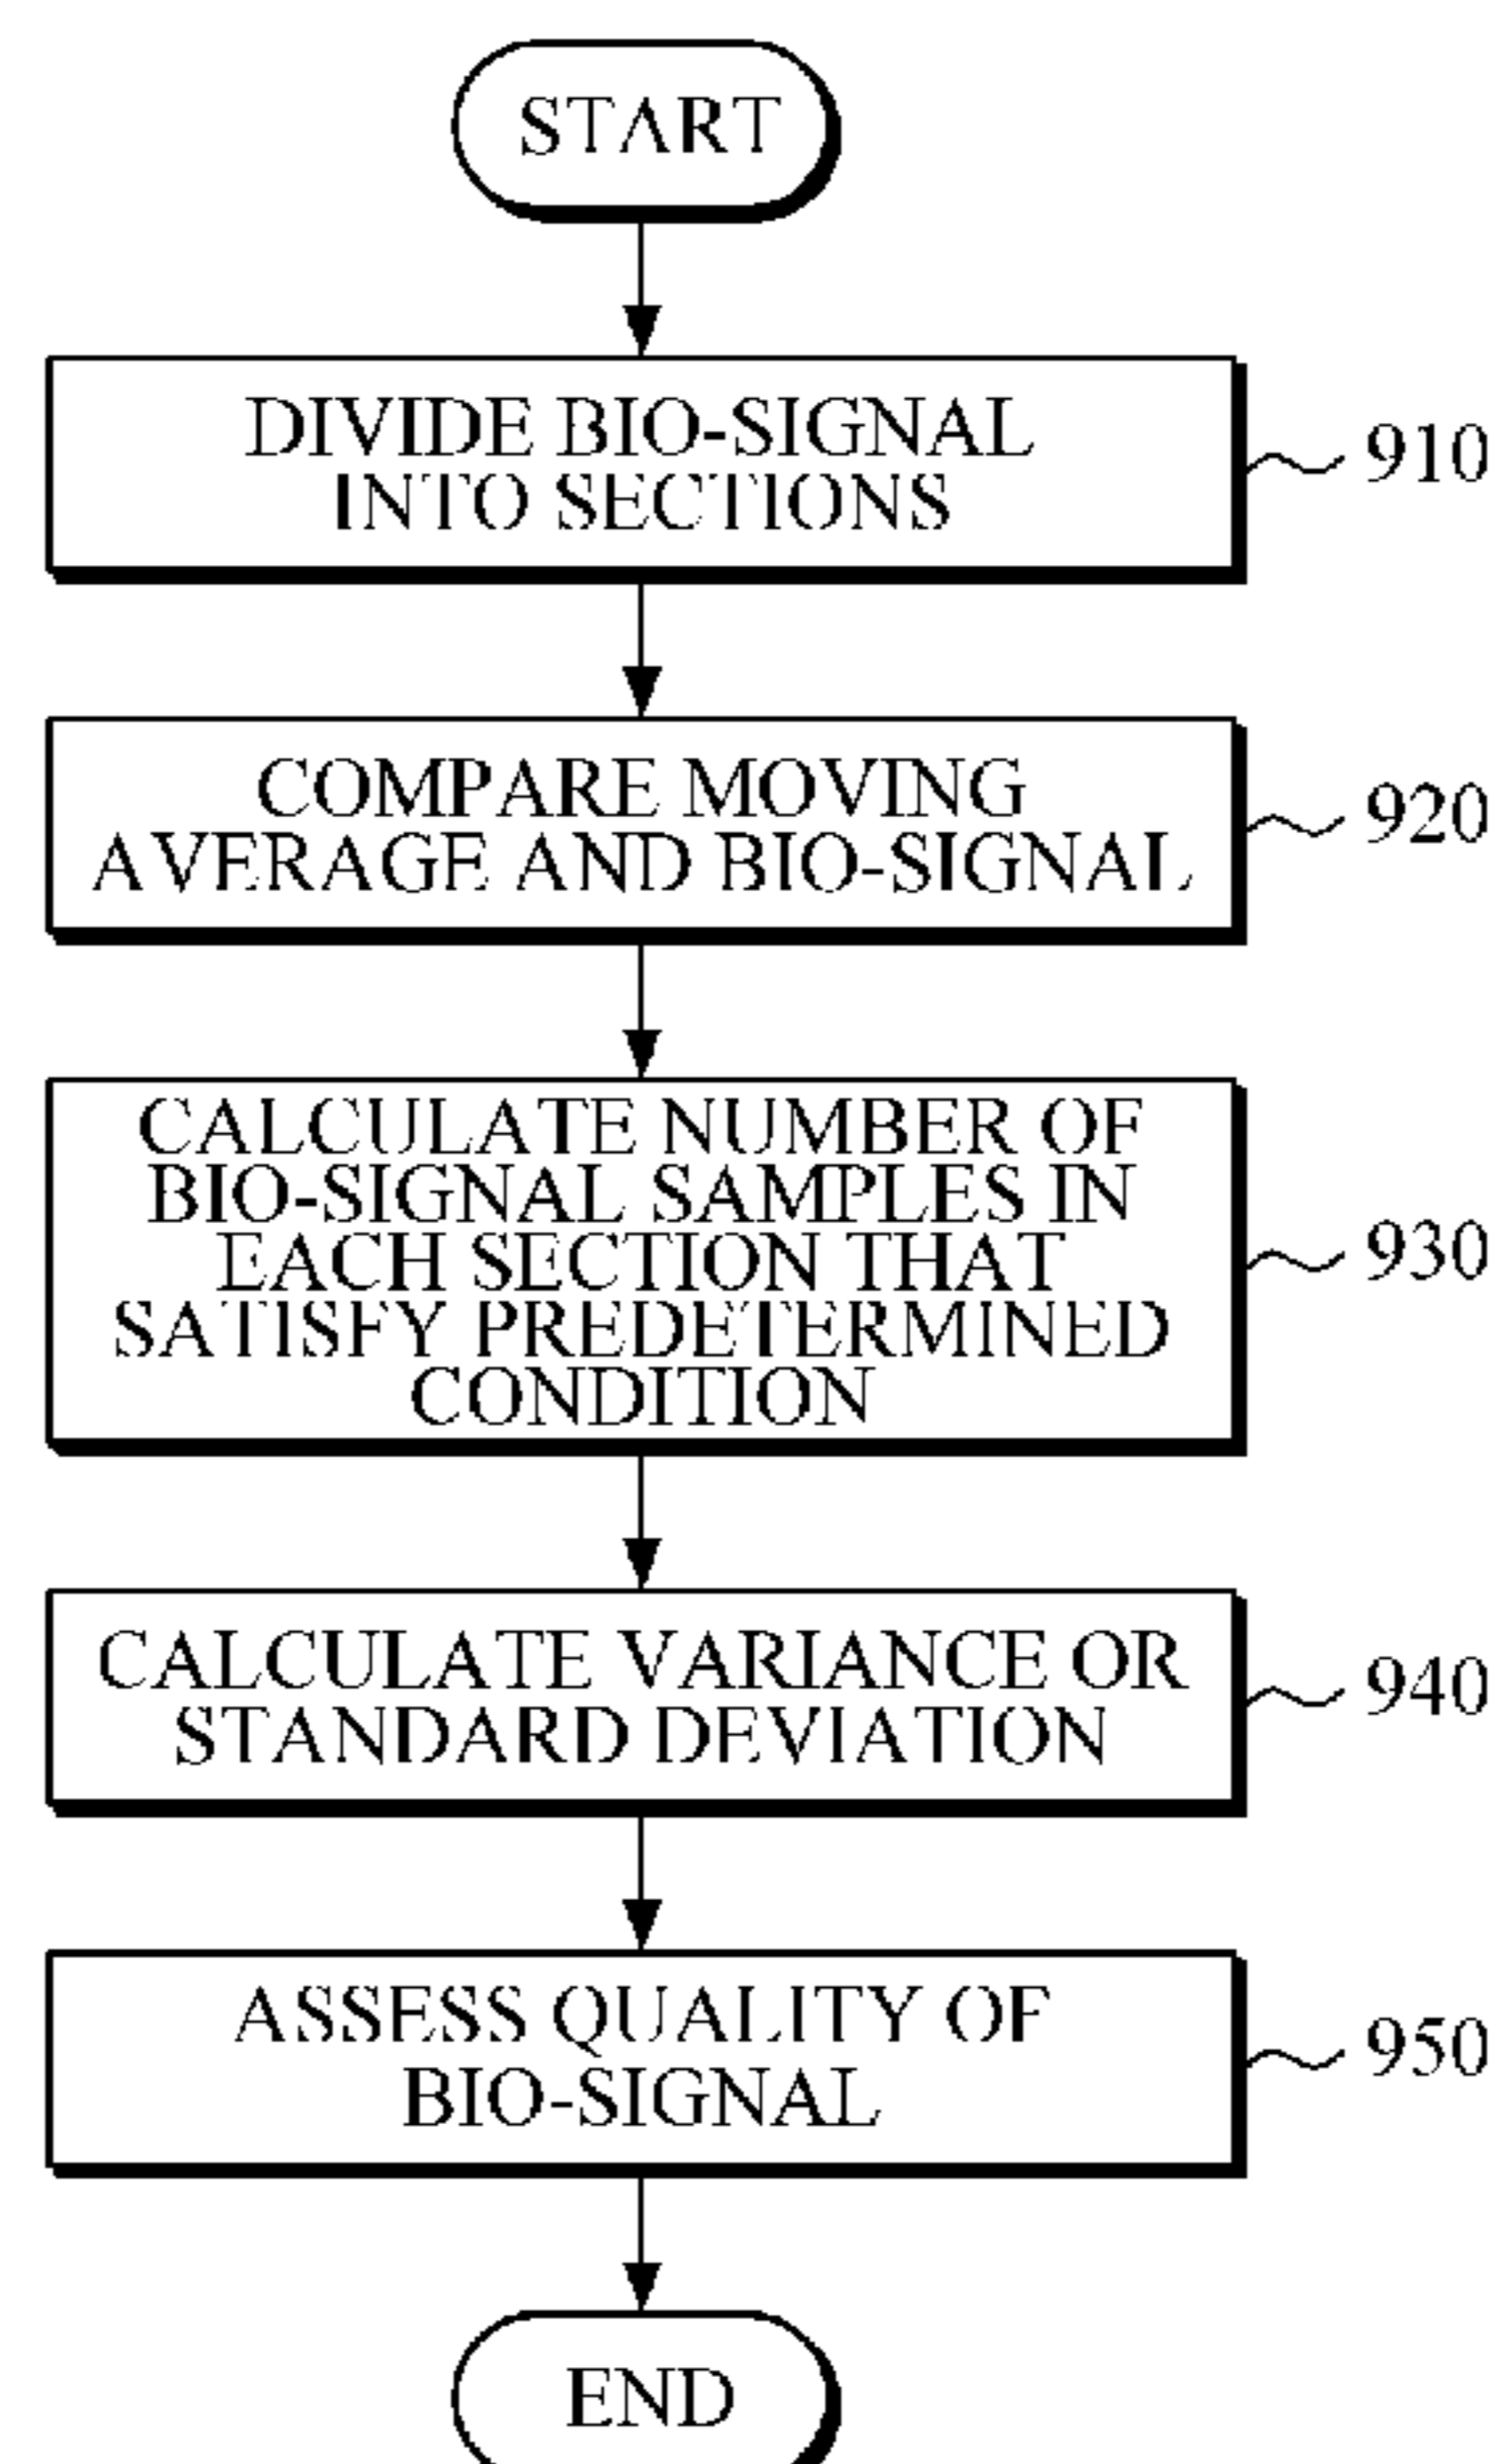 START
DIVIDE BIO-SIGNAL
INTO SECTIONS
910
COMPARE MOVING
AVERAGE AND BIO-SIGNAL
920
CALCULATE NUMBER OF
BIO-SIGNAL SAMPLES IN
EACH SECTION THAT
SATISFY PREDETERMINED
CONDITION
930
CALCULATE VARIANCE OR
STANDARD DEVIATION
940
ASSESS QUALITY OF
BIO-SIGNAL
950
END